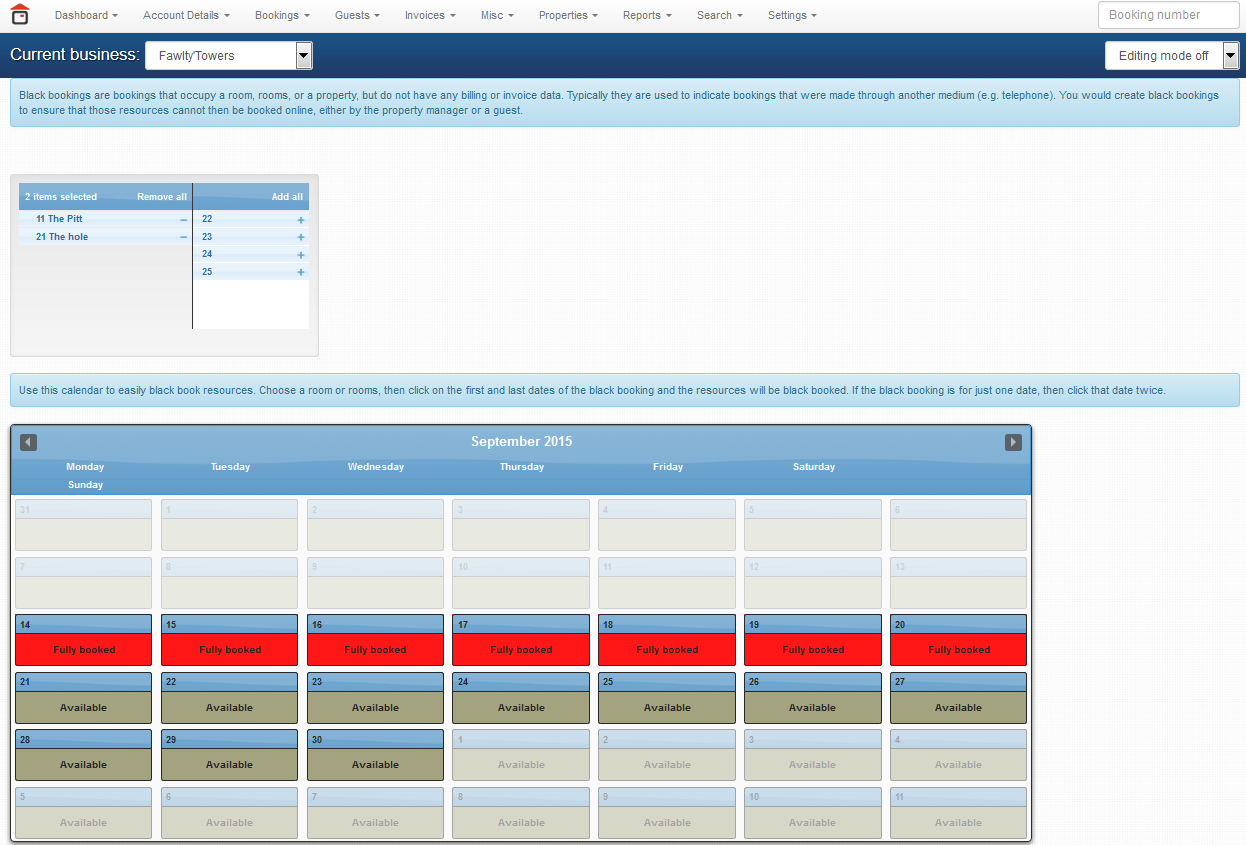 Dashboard Account Details Bookings Guests Invoices Misc Properties Reports Search Settings Booking number
Current business: Fawlty'Towers Editing mode off
Black bookings are bookings that occupy a room, rooms, or a property, but do not have any billing or invoice data. Typically they are used to indicate bookings that were made through another medium (e.g. telephone). You would create black bookings
to ensure that those resources cannot then be booked online, either by the property manager or a guest.
2 items selected Remove all Add all
11 The Pitt − 22 +
21 The hole − 23 +
24 +
25 +
Use this calendar to easily black book resources. Choose a room or rooms, then click on the first and last dates of the black booking and the resources will be black booked. If the black booking is for just one date, then click that date twice.
September 2015
Monday Tuesday Wednesday Thursday Friday Saturday
Sunday
31 1 2 3 4 5 6
7 8 9 10 11 12 13
14 15 16 17 18 19 20
Fully booked Fully booked Fully booked Fully booked Fully booked Fully booked Fully booked
21 22 23 24 25 26 27
Available Available Available Available Available Available Available
28 29 30 1 2 3 4
Available Available Available Available Available Available Available
5 6 7 8 9 10 11
Available Available Available Available Available Available Available